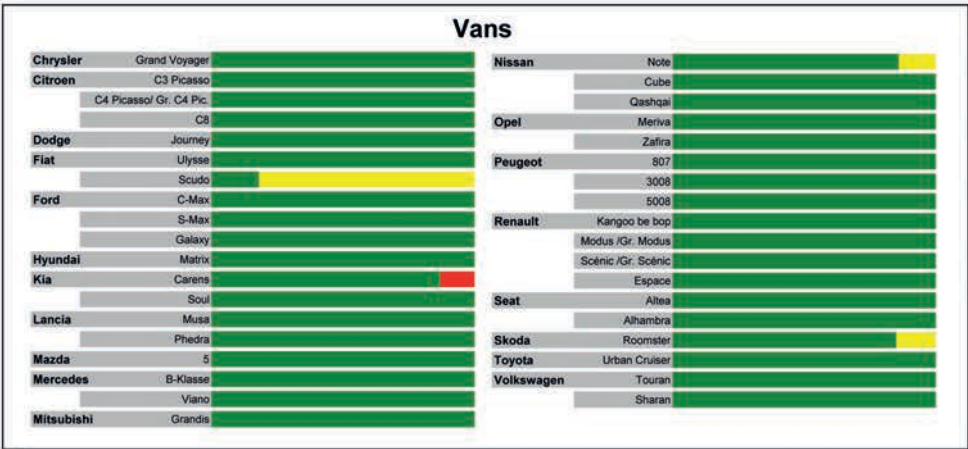 Vans
Chrysler Grand Voyager
Citroen C3 Picasso
C4 Picasso/ Gr. C4 Pic.
C8
Dodge Journey
Fiat Ulysse
Scudo
Ford C-Max
S-Max
Galaxy
Hyundai Matrix
Kia Carens
Soul
Lancia Musa
Phedra
Mazda 5
Mercedes B-Klasse
Viano
Mitsubishi Grandis
Nissan Note
Cube
Qashqai
Opel Meriva
Zafira
Peugeot 807
3008
5008
Renault Kangoo be bop
Modus /Gr. Modus
Scénic /Gr. Scénic
Espace
Seat Altea
Alhambra
Skoda Roomster
Toyota Urban Cruiser
Volkswagen Touran
Sharan